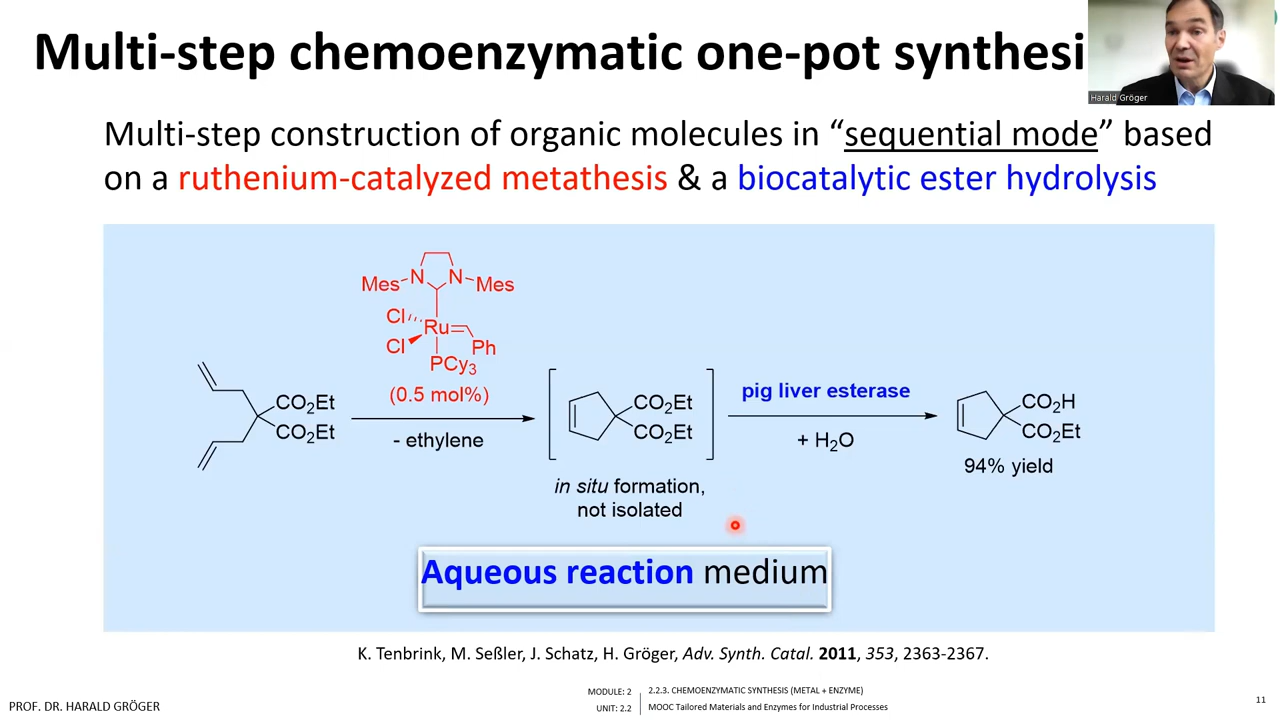 Multi-step chemoenzymatic one-pot synthesi
Harald Gröger
Multi-step construction of organic molecules in “sequential mode” based
on a ruthenium-catalyzed metathesis & a biocatalytic ester hydrolysis
Mes N N Mes
Cl
Ru
Cl Ph
PCy3
(0.5 mol%)
- ethylene
CO2Et
CO2Et
CO2Et
CO2Et
in situ formation,
not isolated
pig liver esterase
+ H2O
CO2H
CO2Et
94% yield
Aqueous reaction medium
K. Tenbrink, M. Seßler, J. Schatz, H. Gröger, Adv. Synth. Catal. 2011, 353, 2363-2367.
PROF. DR. HARALD GRÖGER
MODULE: 2
UNIT: 2.2
2.2.3. CHEMOENZYMATIC SYNTHESIS (METAL + ENZYME)
MOOC Tailored Materials and Enzymes for Industrial Processes
11